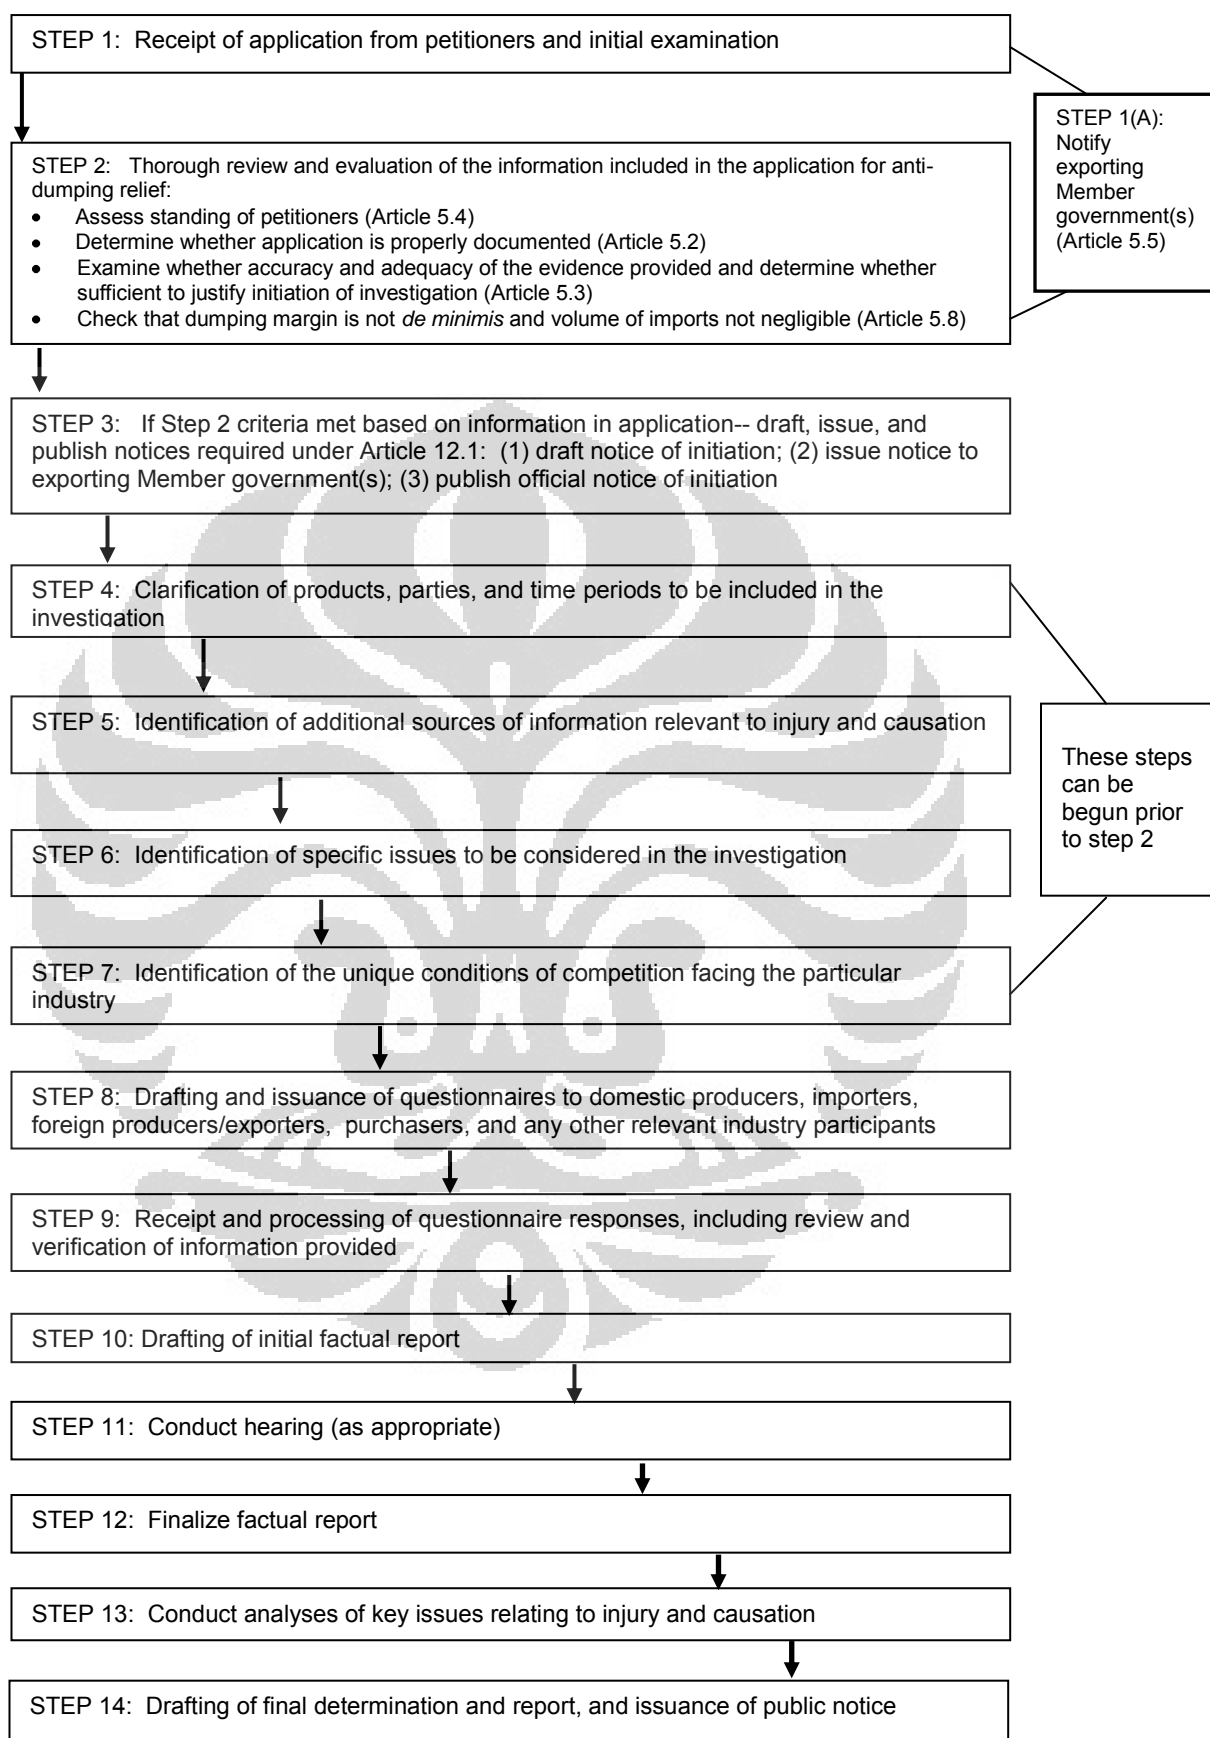 STEP 1: Receipt of application from petitioners and initial examination
STEP 1(A):
Notify
exporting
Member
government(s)
(Article 5.5)
STEP 2: Thorough review and evaluation of the information included in the application for anti-
dumping relief:
• Assess standing of petitioners (Article 5.4)
• Determine whether application is properly documented (Article 5.2)
• Examine whether accuracy and adequacy of the evidence provided and determine whether
sufficient to justify initiation of investigation (Article 5.3)
• Check that dumping margin is not de minimis and volume of imports not negligible (Article 5.8)
STEP 3: If Step 2 criteria met based on information in application-- draft, issue, and
publish notices required under Article 12.1: (1) draft notice of initiation; (2) issue notice to
exporting Member government(s); (3) publish official notice of initiation
STEP 4: Clarification of products, parties, and time periods to be included in the
investigation
STEP 5: Identification of additional sources of information relevant to injury and causation
These steps
can be
begun prior
to step 2
STEP 6: Identification of specific issues to be considered in the investigation
STEP 7: Identification of the unique conditions of competition facing the particular
industry
STEP 8: Drafting and issuance of questionnaires to domestic producers, importers,
foreign producers/exporters, purchasers, and any other relevant industry participants
STEP 9: Receipt and processing of questionnaire responses, including review and
verification of information provided
STEP 10: Drafting of initial factual report
STEP 11: Conduct hearing (as appropriate)
STEP 12: Finalize factual report
STEP 13: Conduct analyses of key issues relating to injury and causation
STEP 14: Drafting of final determination and report, and issuance of public notice